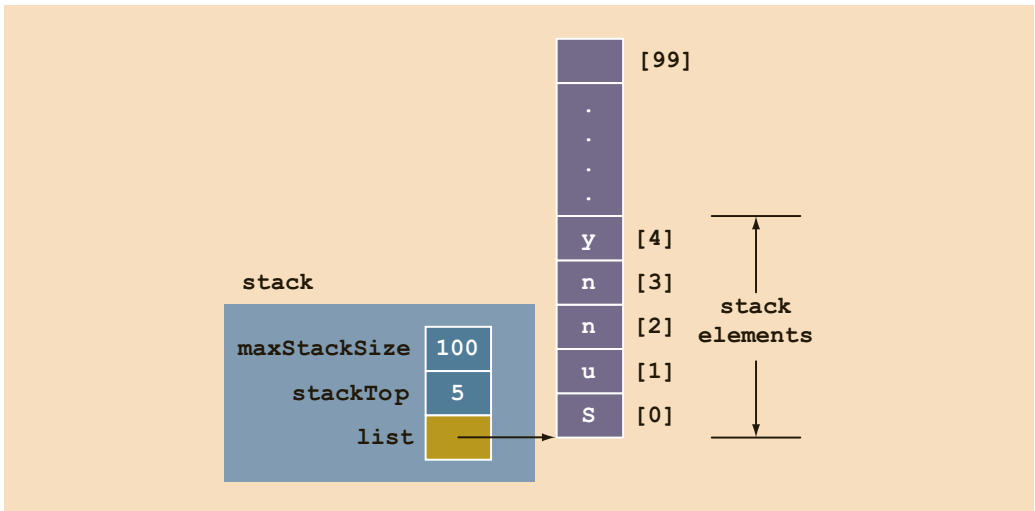 [99]
.
.
.
.
y [4]
stack
n [3]
stack
n [2]
elements
maxStackSize 100
u [1]
stackTop 5
S [0]
list